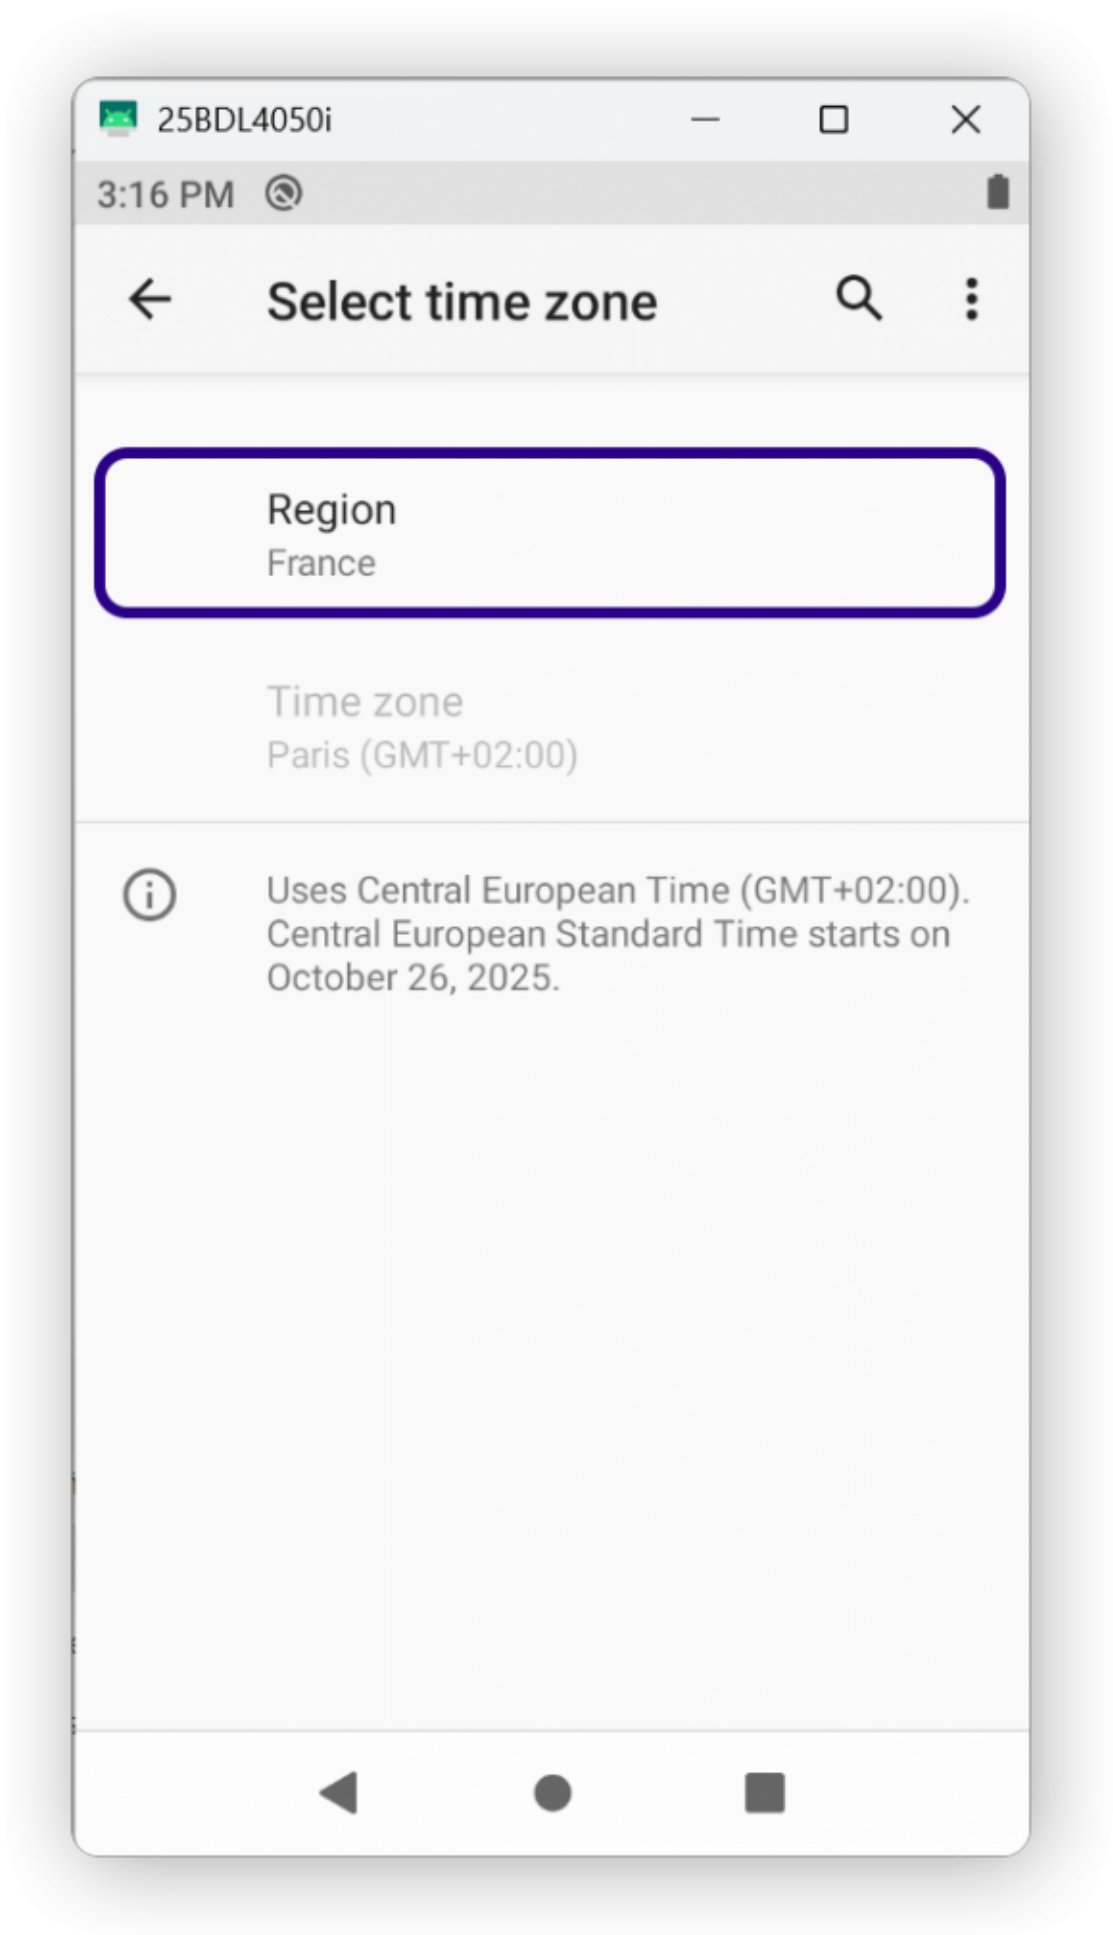 25BDL4050i
3:16 PM
Select time zone
Region
France
Time zone
Paris (GMT+02:00)
Uses Central European Time (GMT+02:00).
Central European Standard Time starts on
October 26, 2025.